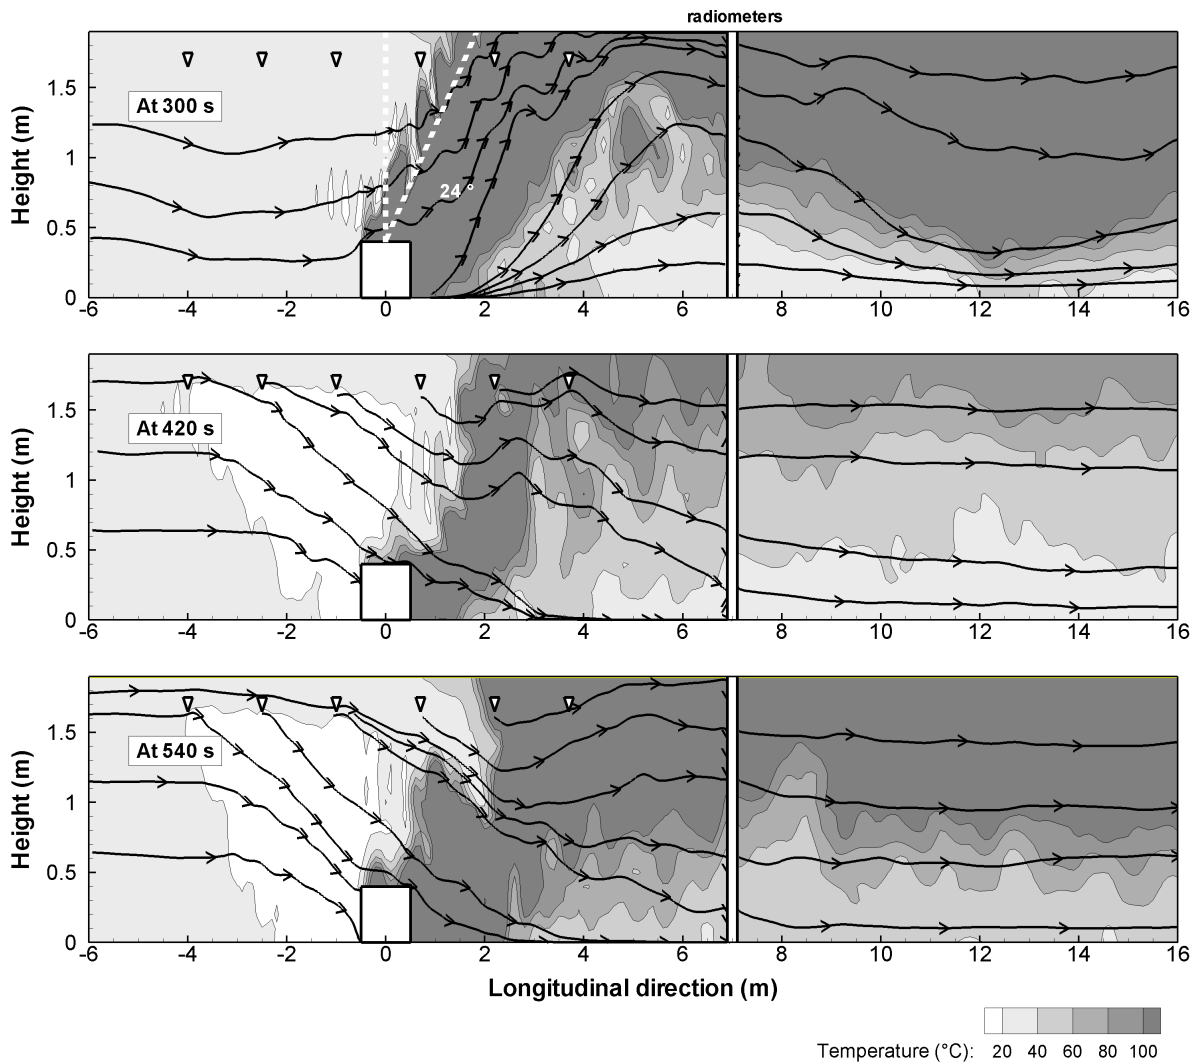 radiometers
Height (m)
1.5
1
0.5
0
At 300 s
24 °
-6 -4 -2 0 2 4 6 8 10 12 14 16
Height (m)
1.5
1
0.5
0
At 420 s
-6 -4 -2 0 2 4 6 8 10 12 14 16
Height (m)
1.5
1
0.5
0
At 540 s
-6 -4 -2 0 2 4 6 8 10 12 14 16
Longitudinal direction (m)
Temperature (°C): 20 40 60 80 100